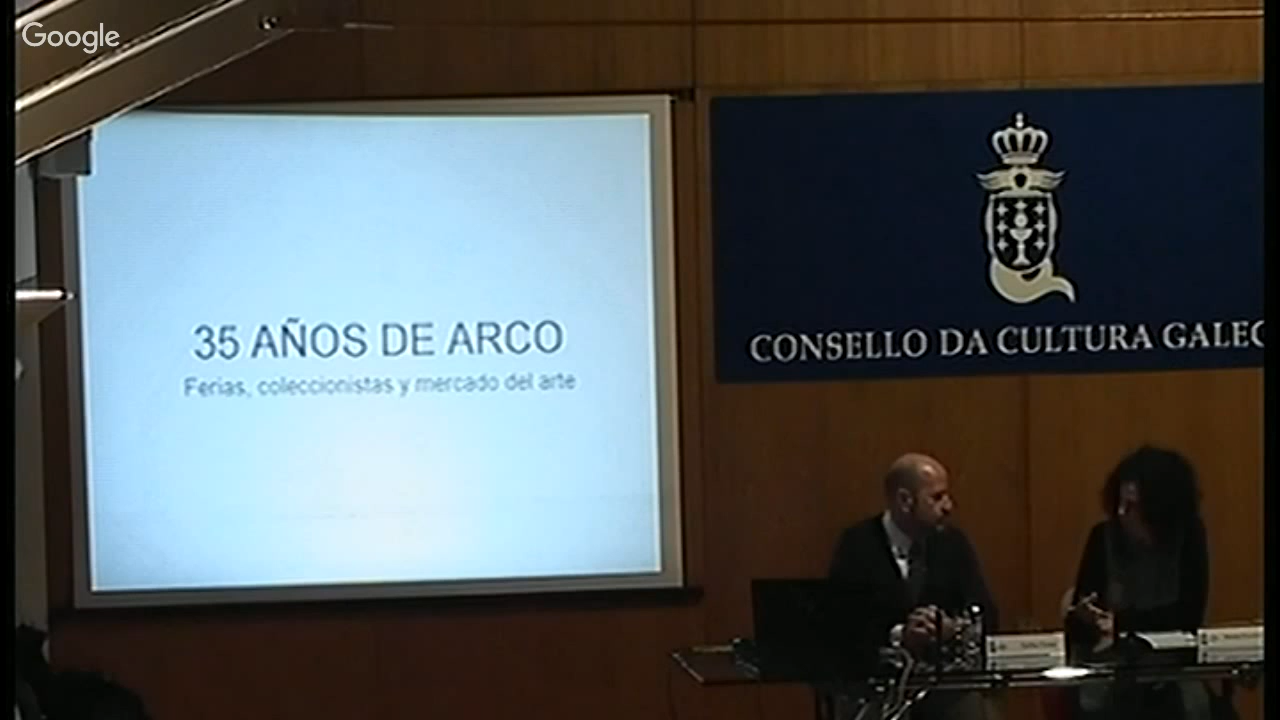 Google
35 AÑOS DE ARCO
Ferias, coleccionistas y mercado del arte
CONSELLO DA CULTURA GALEG